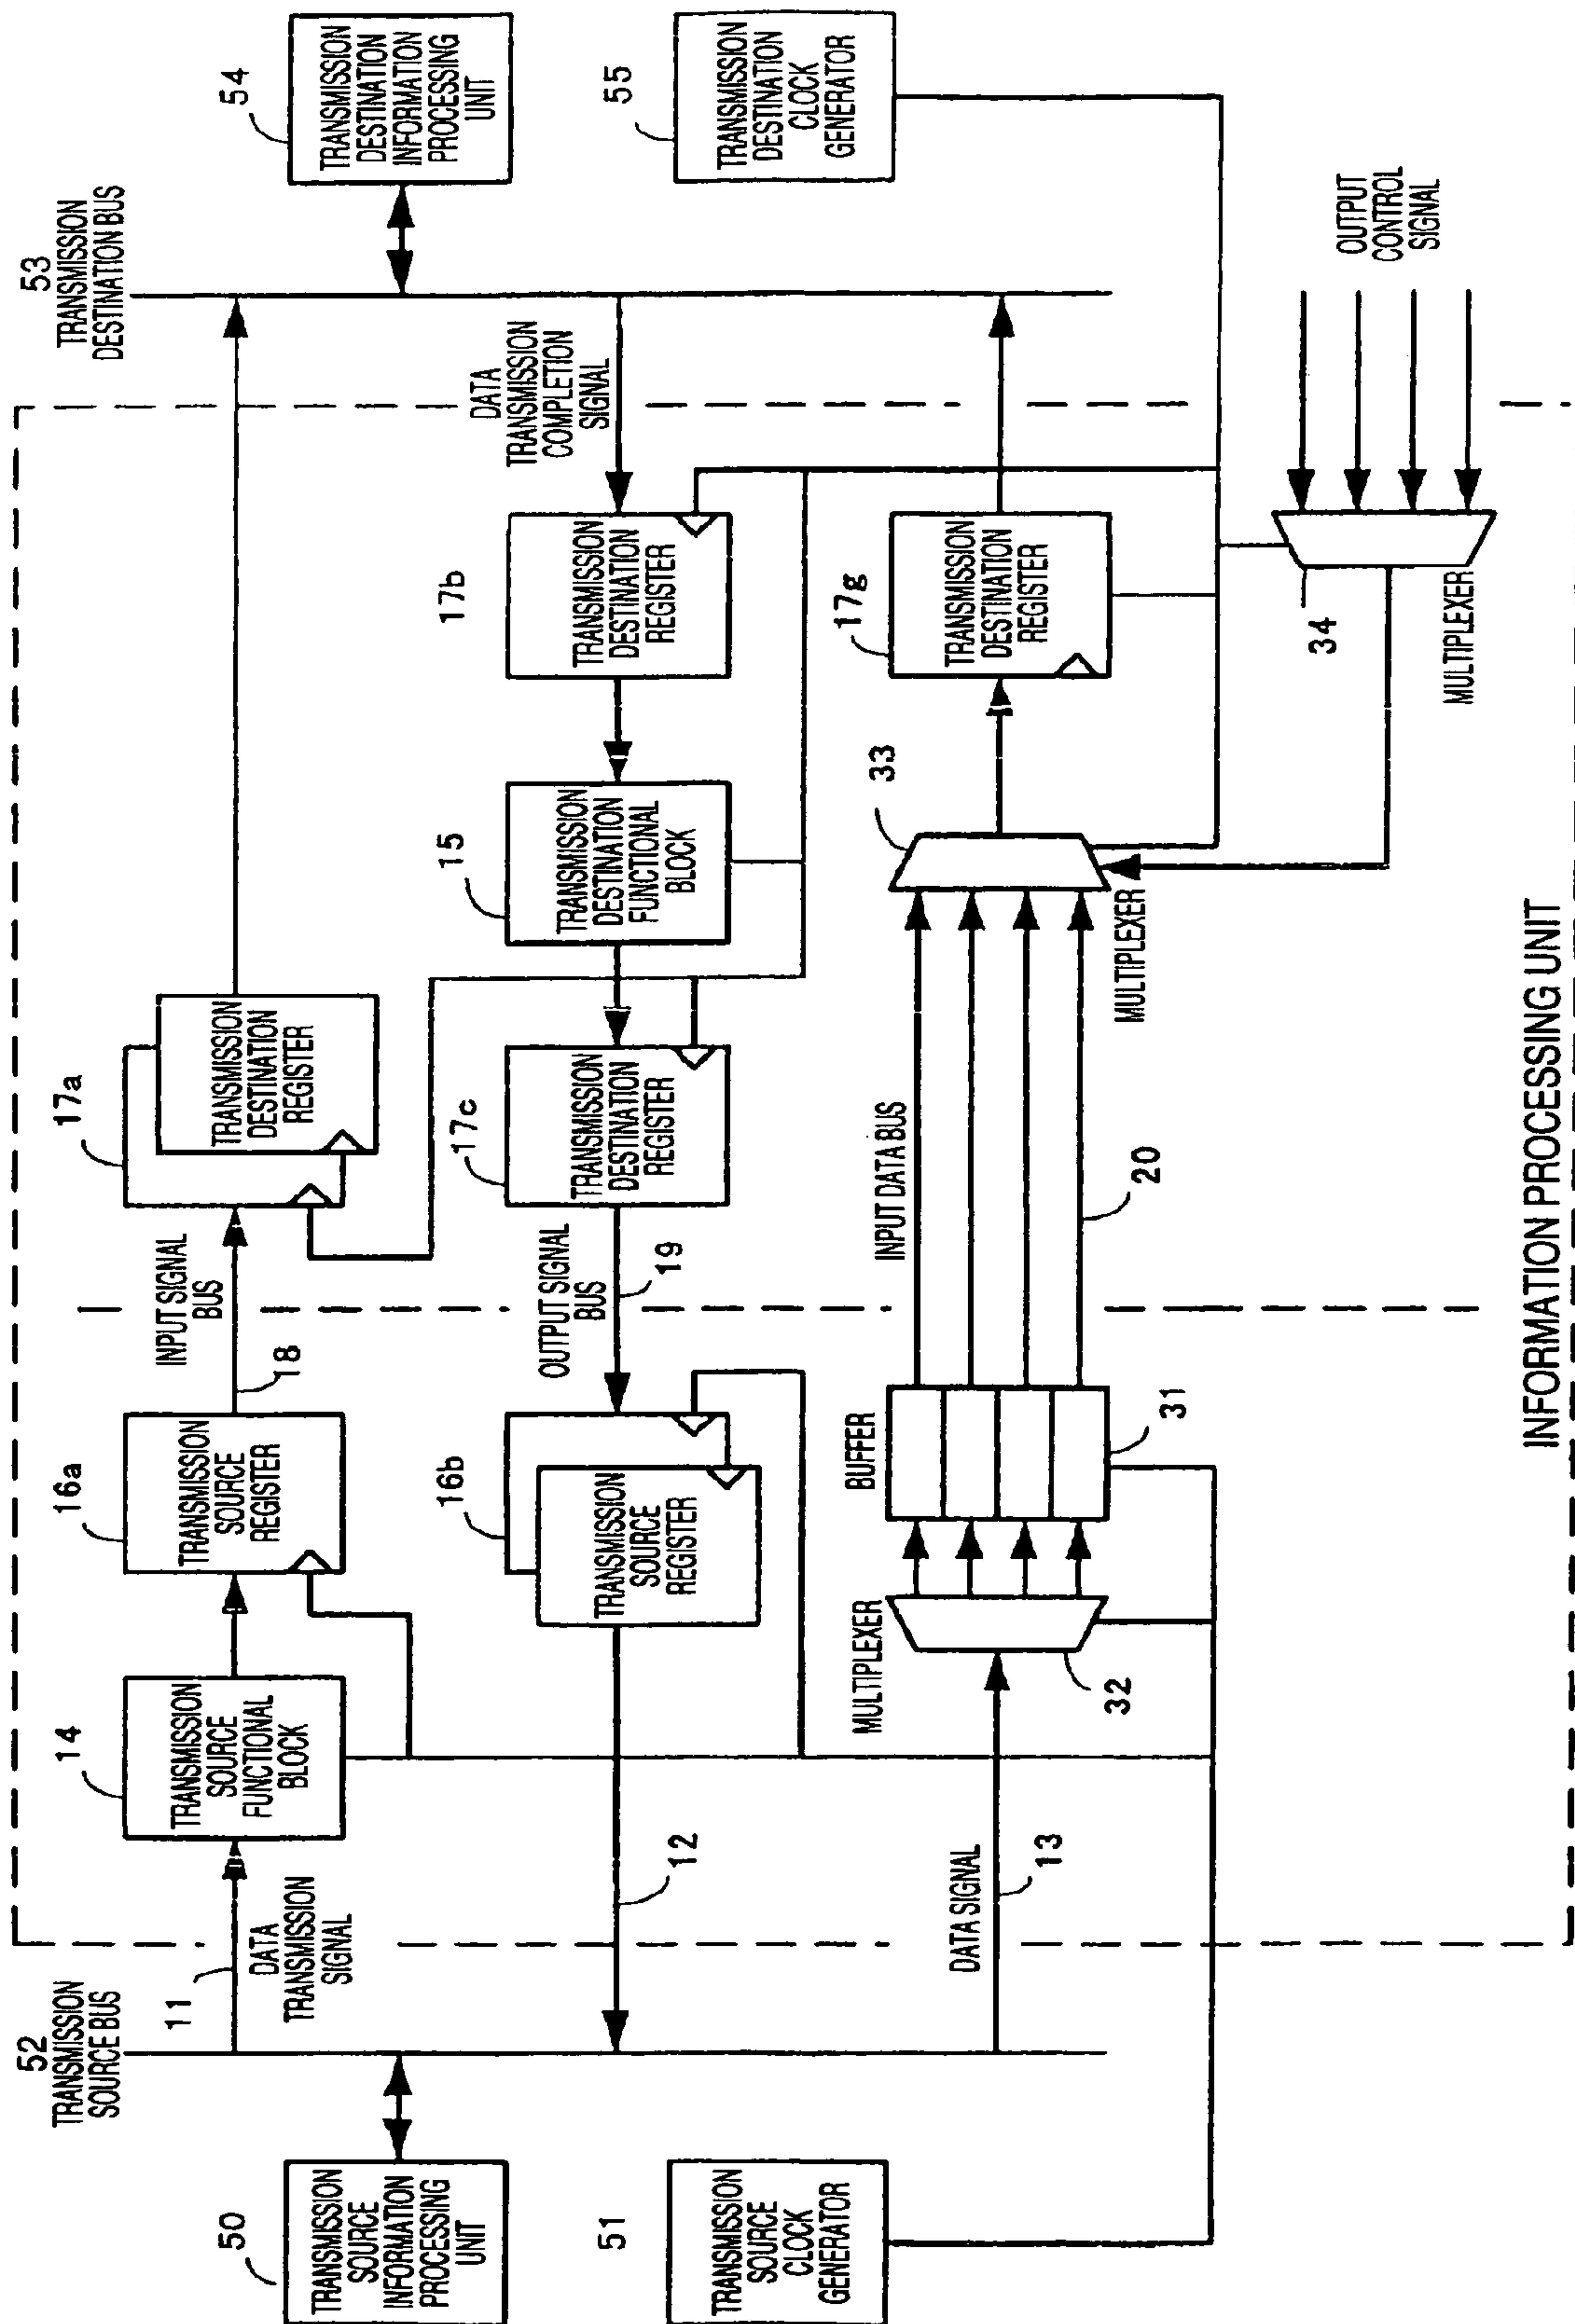 52
TRANSMISSION
SOURCE BUS
53
TRANSMISSION
DESTINATION BUS
50
TRANSMISSION
SOURCE
INFORMATION
PROCESSING
UNIT
51
TRANSMISSION
SOURCE
CLOCK
GENERATOR
11
DATA
TRANSMISSION
SIGNAL
14
TRANSMISSION
SOURCE
FUNCTIONAL
BLOCK
16a
TRANSMISSION
SOURCE
REGISTER
18
INPUT SIGNAL
BUS
17a
TRANSMISSION
DESTINATION
REGISTER
12
16b
TRANSMISSION
SOURCE
REGISTER
OUTPUT SIGNAL
BUS
19
17c
TRANSMISSION
DESTINATION
REGISTER
15
TRANSMISSION
DESTINATION
FUNCTIONAL
BLOCK
17b
TRANSMISSION
DESTINATION
REGISTER
DATA
TRANSMISSION
COMPLETION
SIGNAL
54
TRANSMISSION
DESTINATION
INFORMATION
PROCESSING
UNIT
55
TRANSMISSION
DESTINATION
CLOCK
GENERATOR
DATA SIGNAL
13
MULTIPLEXER
32
BUFFER
31
INPUT DATA BUS
20
33
MULTIPLEXER
17g
TRANSMISSION
DESTINATION
REGISTER
34
MULTIPLEXER
OUTPUT
CONTROL
SIGNAL
INFORMATION PROCESSING UNIT